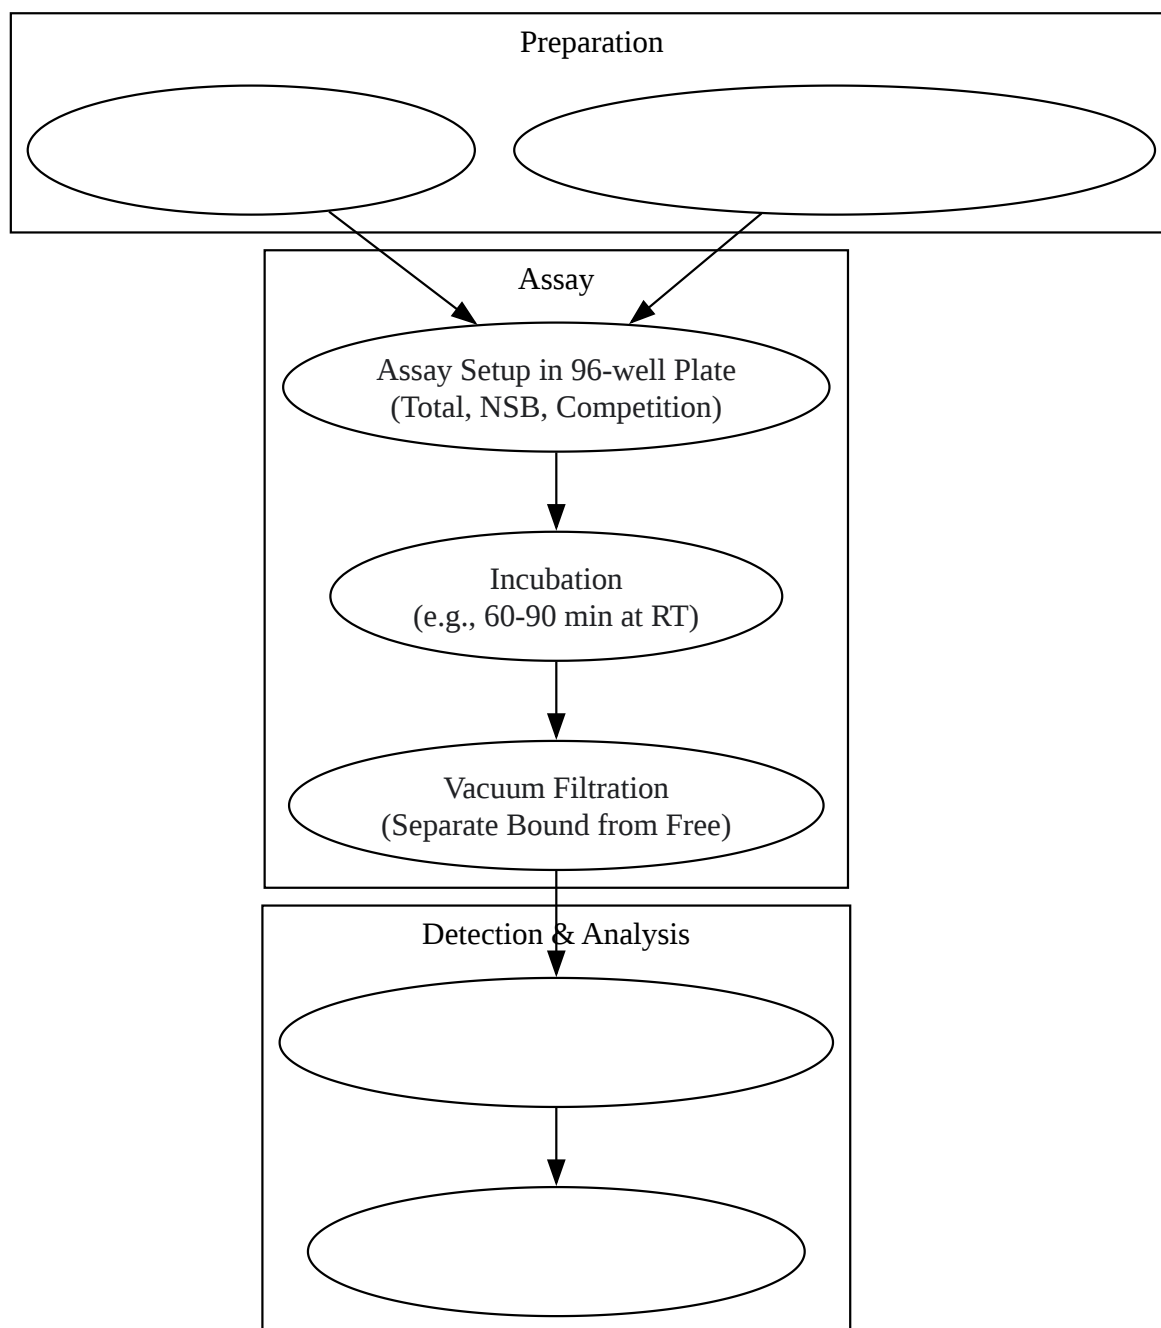 Preparation
Assay
Assay Setup in 96-well Plate
(Total, NSB, Competition)
Incubation
(e.g., 60-90 min at RT)
Vacuum Filtration
(Separate Bound from Free)
Detection & Analysis